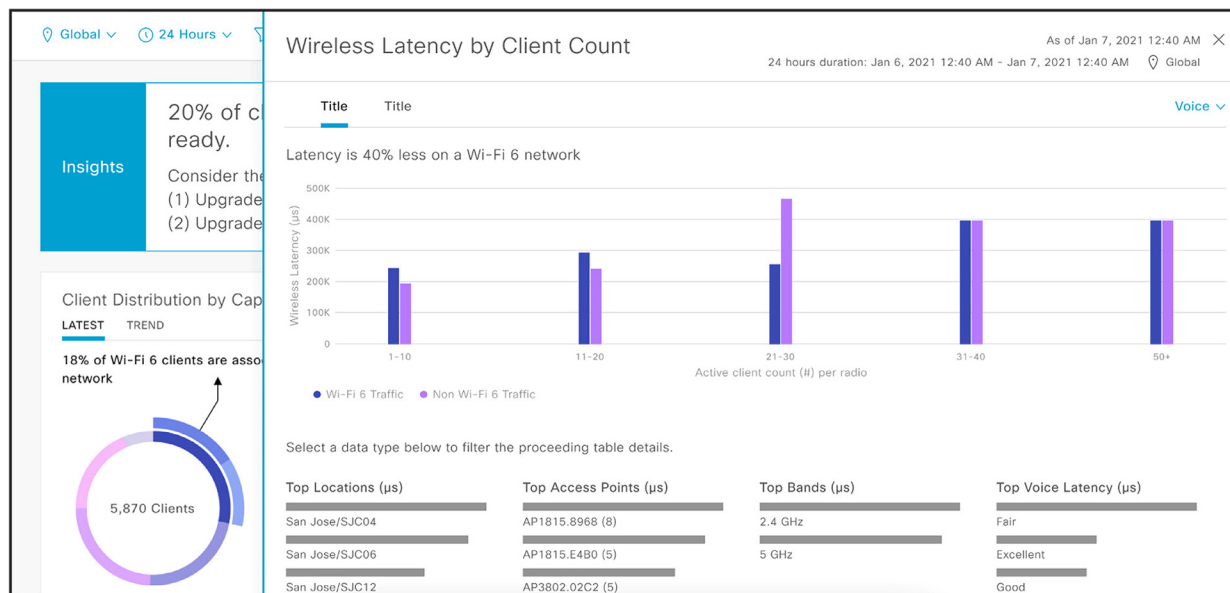 Global
24 Hours
Insights
20% of cl
ready.
Consider the
(1) Upgrade
(2) Upgrade
Client Distribution by Cap
LATEST TREND
18% of Wi-Fi 6 clients are asso
network
5,870 Clients
Wireless Latency by Client Count
As of Jan 7, 2021 12:40 AM
24 hours duration: Jan 6, 2021 12:40 AM - Jan 7, 2021 12:40 AM Global
Title Title
Voice
Latency is 40% less on a Wi-Fi 6 network
Wireless Laterncy (µs)
500K
400K
300K
200K
100K
0
1-10 11-20 21-30 31-40 50+
Active client count (#) per radio
Wi-Fi 6 Traffic Non Wi-Fi 6 Traffic
Select a data type below to filter the proceeding table details.
Top Locations (µs)
San Jose/SJC04
San Jose/SJC06
San Jose/SJC12
Top Access Points (µs)
AP1815.8968 (8)
AP1815.E4B0 (5)
AP3802.02C2 (5)
Top Bands (µs)
2.4 GHz
5 GHz
Top Voice Latency (µs)
Fair
Excellent
Good